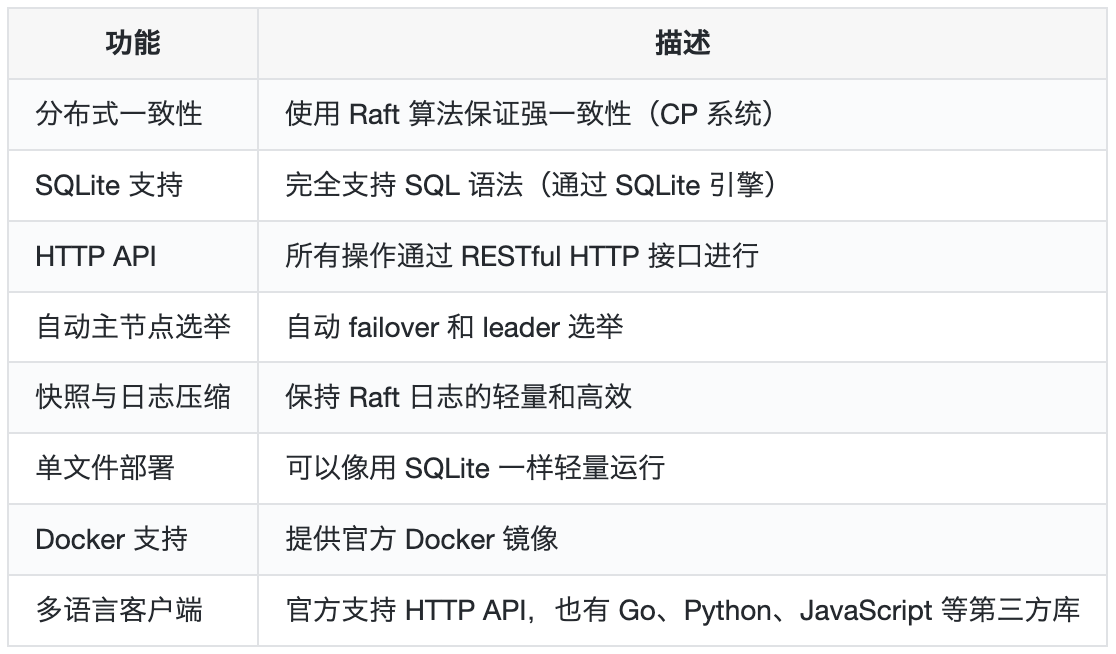 功能 描述
分布式一致性 使用 Raft 算法保证强一致性（CP 系统）
SQLite 支持 完全支持 SQL 语法（通过 SQLite 引擎）
HTTP API 所有操作通过 RESTful HTTP 接口进行
自动主节点选举 自动 failover 和 leader 选举
快照与日志压缩 保持 Raft 日志的轻量和高效
单文件部署 可以像用 SQLite 一样轻量运行
Docker 支持 提供官方 Docker 镜像
多语言客户端 官方支持 HTTP API，也有 Go、Python、JavaScript 等第三方库